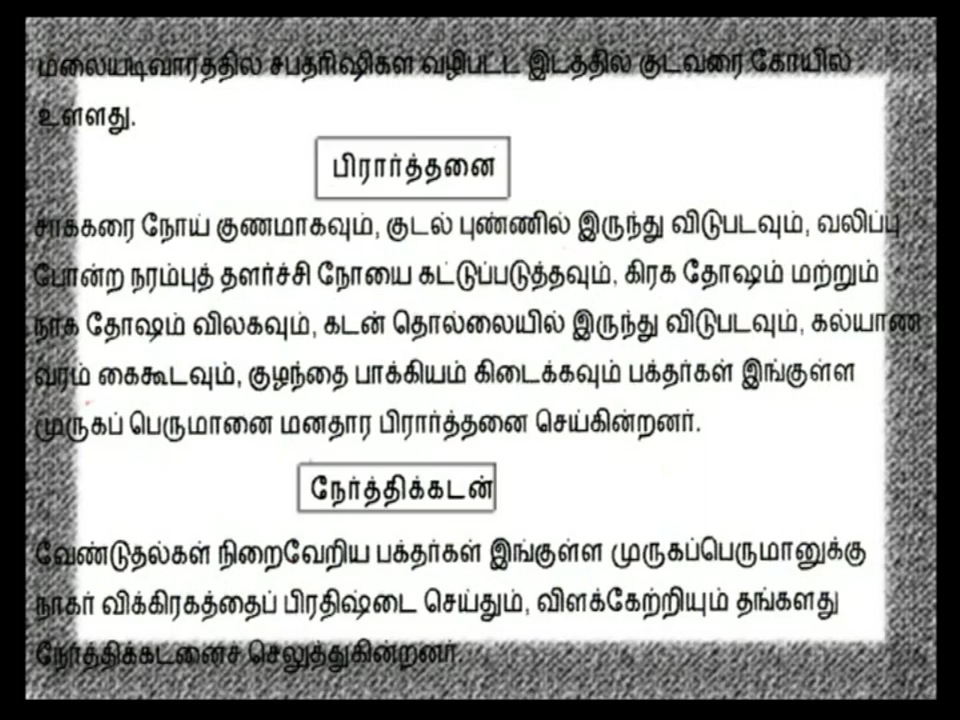 மலையடிவாரத்தில் சப்தரிஷிகள் வழிபட்ட இடத்தில் குடவரை கோயில்
உள்ளது.
பிரார்த்தனை
சர்க்கரை நோய் குணமாகவும், குடல் புண்ணில் இருந்து விடுபடவும், வலிப்பு
போன்ற நரம்புத் தளர்ச்சி நோயை கட்டுப்படுத்தவும், கிரக தோஷம் மற்றும்
நாக தோஷம் விலகவும், கடன் தொல்லையில் இருந்து விடுபடவும், கல்யாண
வரம் கைகூடவும், குழந்தை பாக்கியம் கிடைக்கவும் பக்தர்கள் இங்குள்ள
முருகப் பெருமானை மனதார பிரார்த்தனை செய்கின்றனர்.
நேர்த்திக்கடன்
வேண்டுதல்கள் நிறைவேறிய பக்தர்கள் இங்குள்ள முருகப்பெருமானுக்கு
நாகர் விக்கிரகத்தைப் பிரதிஷ்டை செய்தும், விளக்கேற்றியும் தங்களது
நேர்த்திக்கடனைச் செலுத்துகின்றனர்.